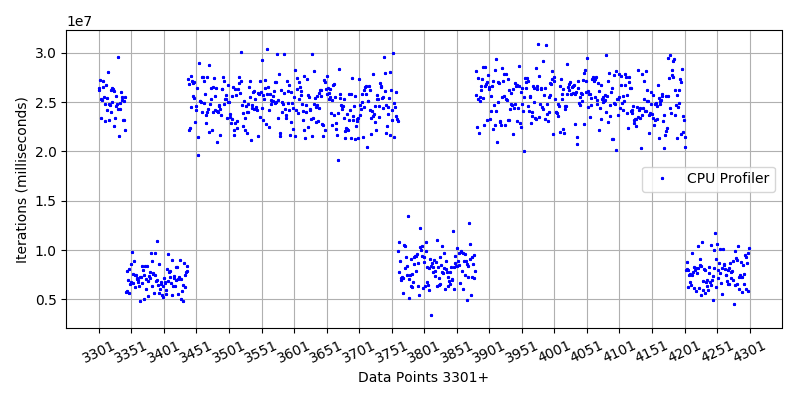 1e7
3.0
2.5
2.0
1.5
1.0
0.5
Iterations (milliseconds)
CPU Profiler
3301 3351 3401 3451 3501 3551 3601 3651 3701 3751 3801 3851 3901 3951 4001 4051 4101 4151 4201 4251 4301
Data Points 3301+